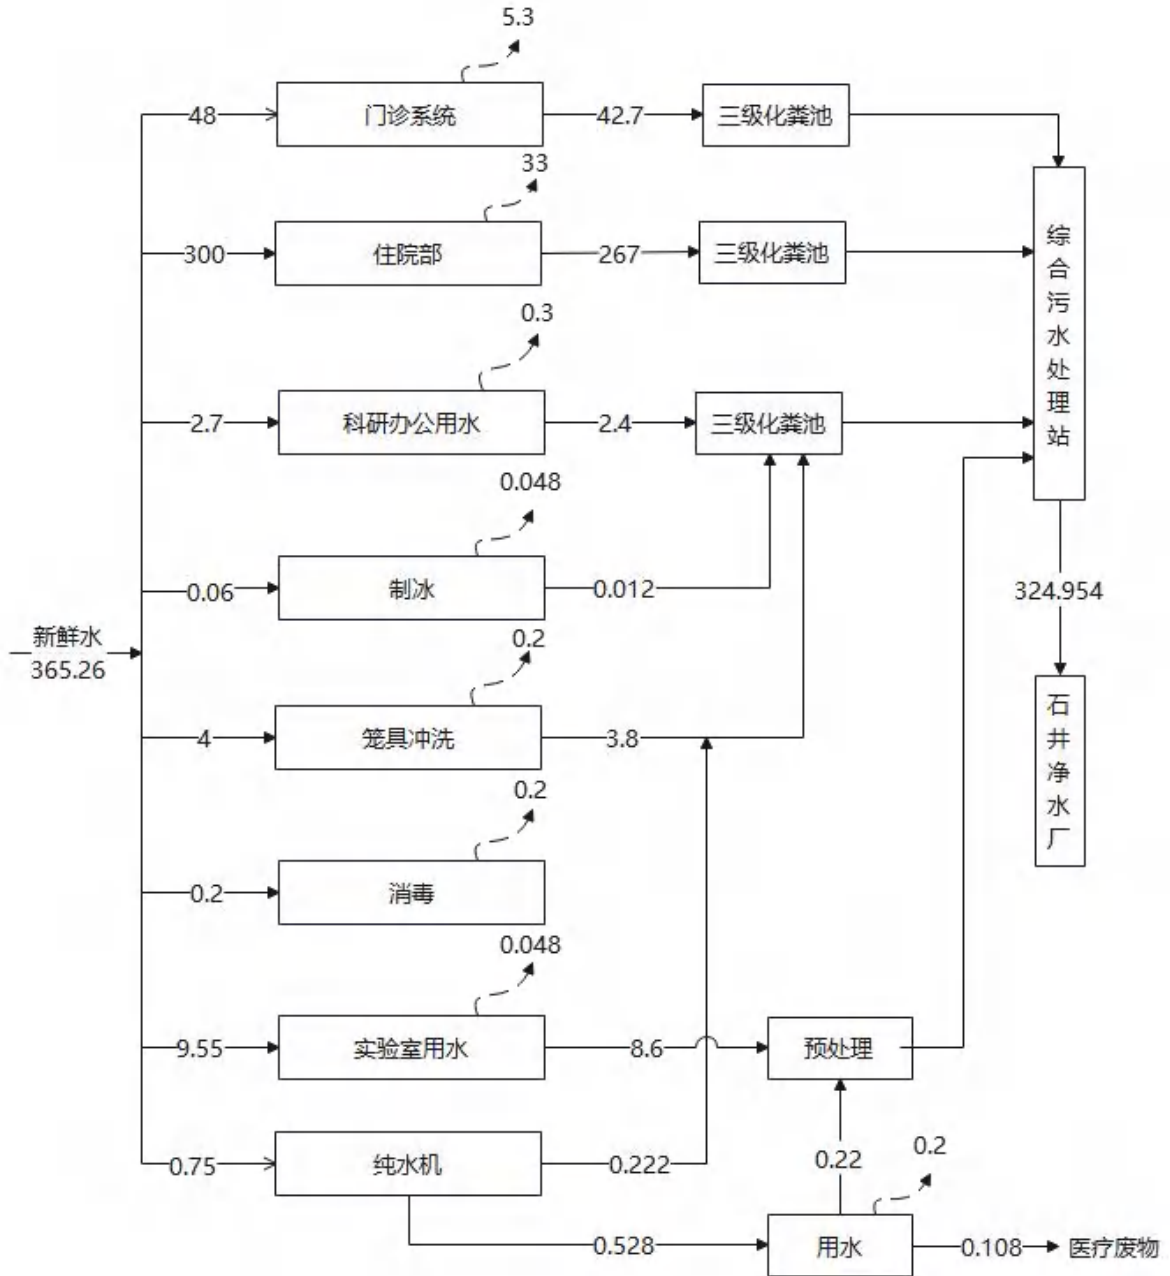 5.3
48
门诊系统
42.7
三级化粪池
33
300
住院部
267
三级化粪池
综合污水处理站
0.3
2.7
科研办公用水
2.4
三级化粪池
0.048
0.06
制冰
0.012
324.954
新鲜水
365.26
0.2
4
笼具冲洗
3.8
石井净水厂
0.2
0.2
消毒
0.048
9.55
实验室用水
8.6
预处理
0.75
纯水机
0.222
0.22
0.2
0.528
用水
0.108
医疗废物